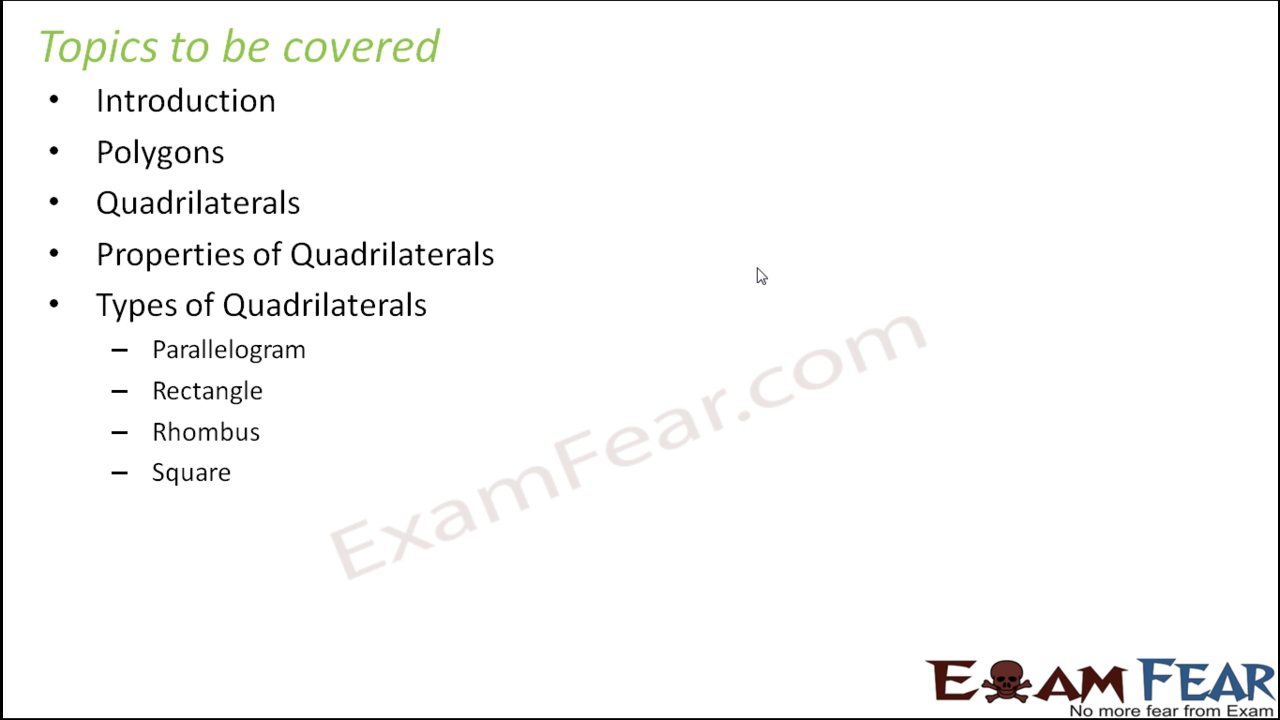 Topics to be covered
• Introduction
• Polygons
• Quadrilaterals
• Properties of Quadrilaterals
• Types of Quadrilaterals
– Parallelogram
– Rectangle
– Rhombus
– Square
ExamFear.com
EXAM FEAR
No more fear from Exam